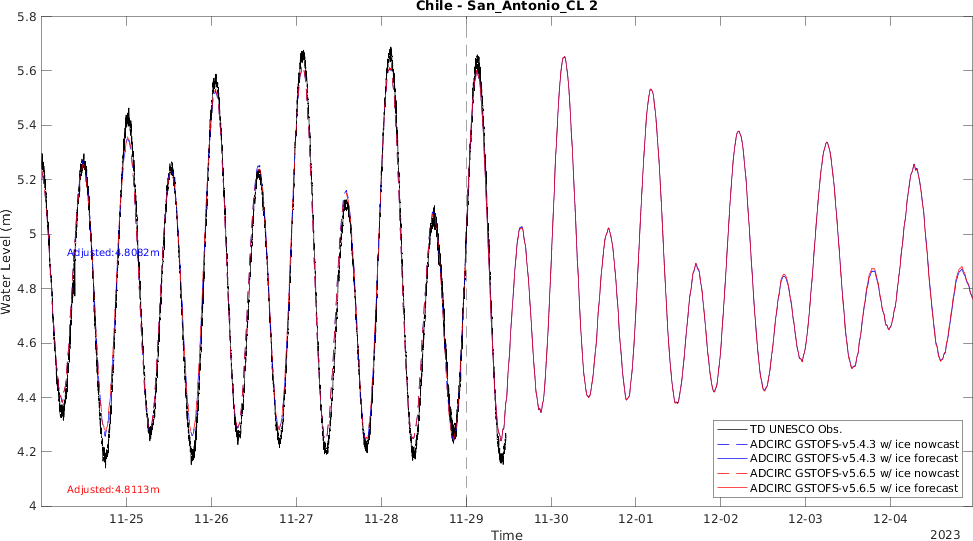 Chile - San_Antonio_CL 2
Water Level (m)
5.8
5.6
5.4
5.2
5
4.8
4.6
4.4
4.2
4
Adjusted:4.8082m
Adjusted:4.8113m
TD UNESCO Obs.
ADCIRC GSTOFS-v5.4.3 w/ ice nowcast
ADCIRC GSTOFS-v5.4.3 w/ ice forecast
ADCIRC GSTOFS-v5.6.5 w/ ice nowcast
ADCIRC GSTOFS-v5.6.5 w/ ice forecast
11-25 11-26 11-27 11-28 11-29 11-30 12-01 12-02 12-03 12-04
Time
2023